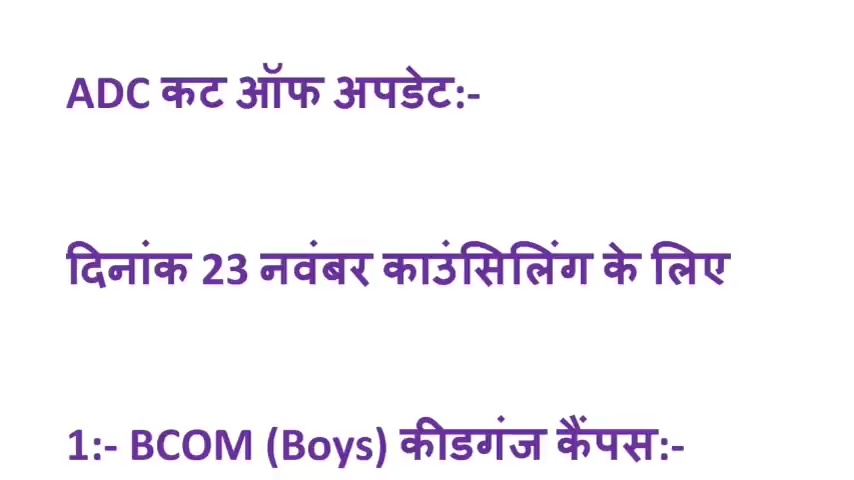 ADC कट ऑफ अपडेट:-
दिनांक 23 नवंबर काउंसिलिंग के लिए
1:- BCOM (Boys) कीडगंज कैंपस:-